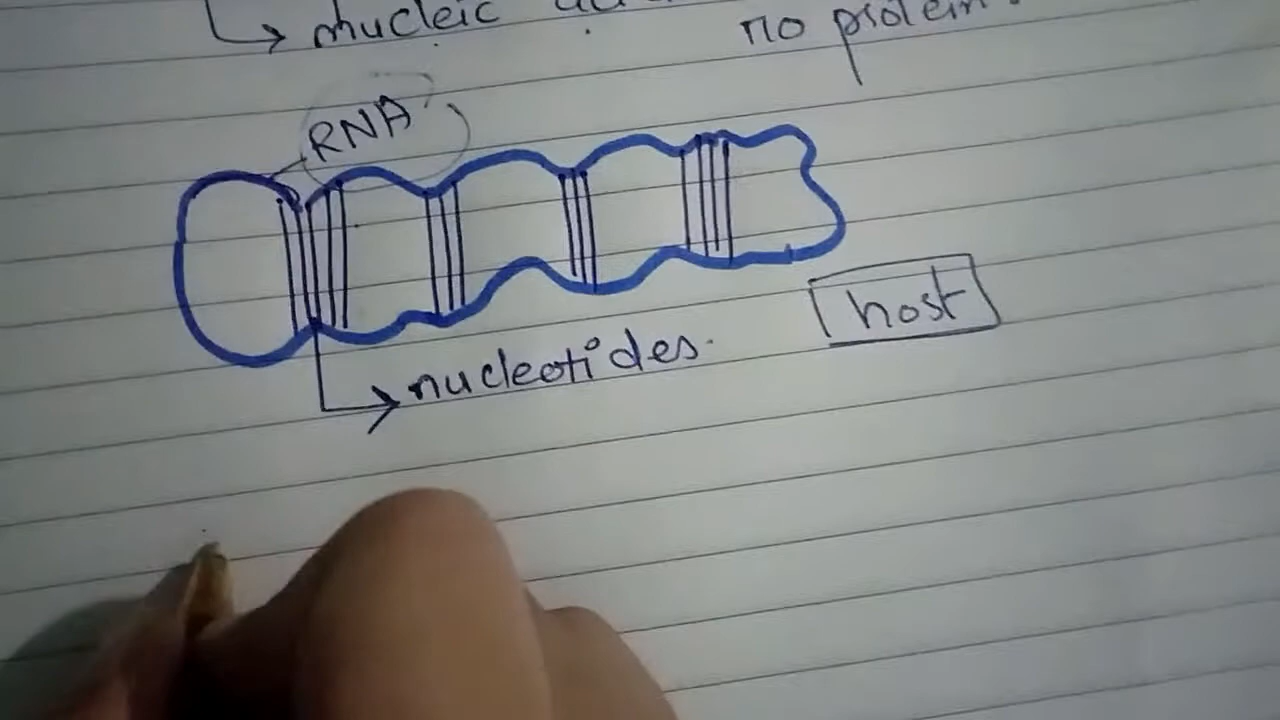 nucleic
no protein.
RNA
host
nucleotides.